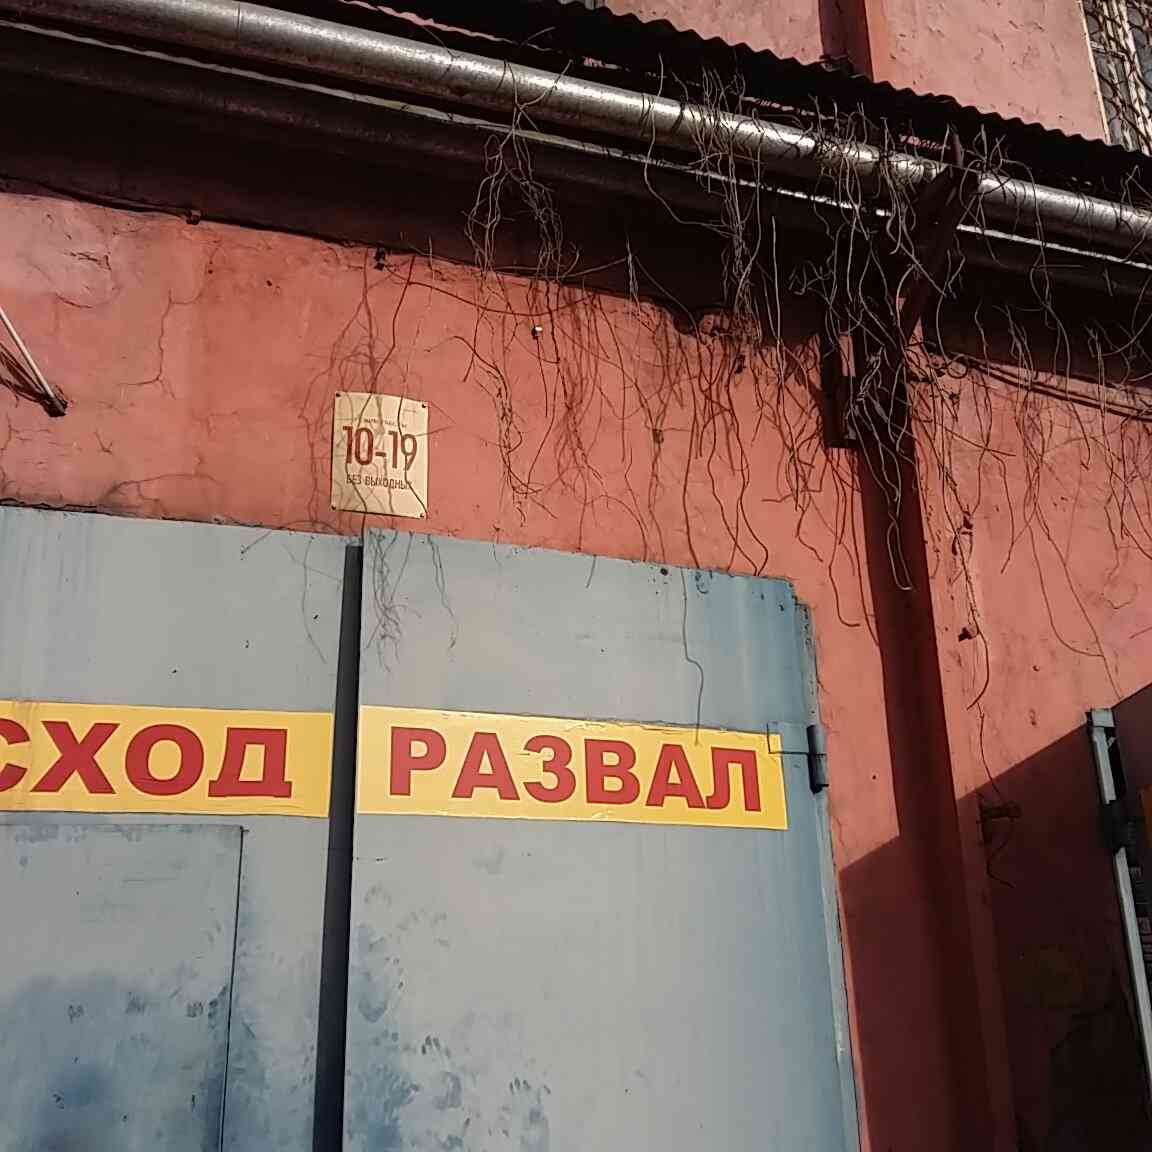 10-19
БЕЗ ВЫХОДНЫХ
СХОД РАЗВАЛ